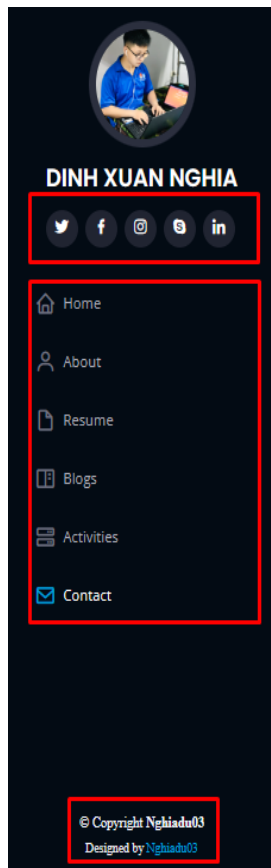 DINH XUAN NGHIA
Home
About
Resume
Blogs
Activities
Contact
© Copyright Nghiadu03
Designed by Nghiadu03